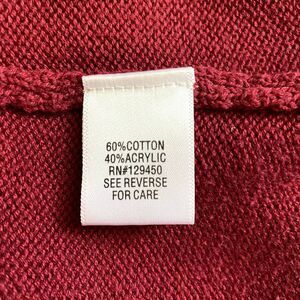 60%COTTON
40%ACRYLIC
RN#129450
SEE REVERSE
FOR CARE